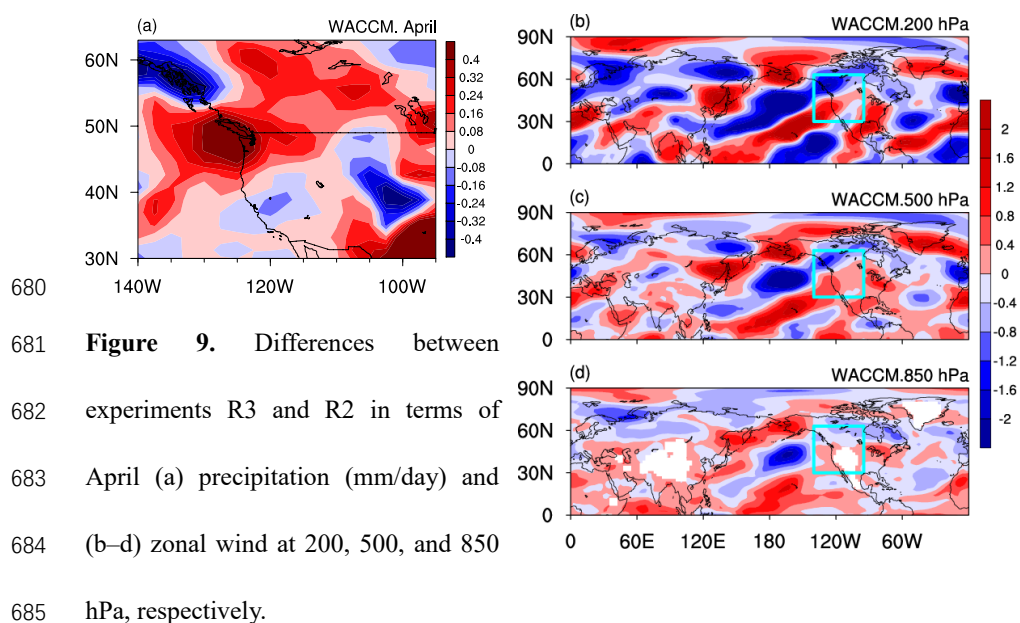 (a) WACCM. April
60N
50N
40N
30N
140W 120W 100W
0.4
0.32
0.24
0.16
0.08
0
-0.08
-0.16
-0.24
-0.32
-0.4
(b) WACCM.200 hPa
90N
60N
30N
0
(c) WACCM.500 hPa
90N
60N
30N
0
(d) WACCM.850 hPa
90N
60N
30N
0
0 60E 120E 180 120W 60W
2
1.6
1.2
0.8
0.4
0
-0.4
-0.8
-1.2
-1.6
-2
680
681 Figure 9. Differences between
682 experiments R3 and R2 in terms of
683 April (a) precipitation (mm/day) and
684 (b–d) zonal wind at 200, 500, and 850
685 hPa, respectively.